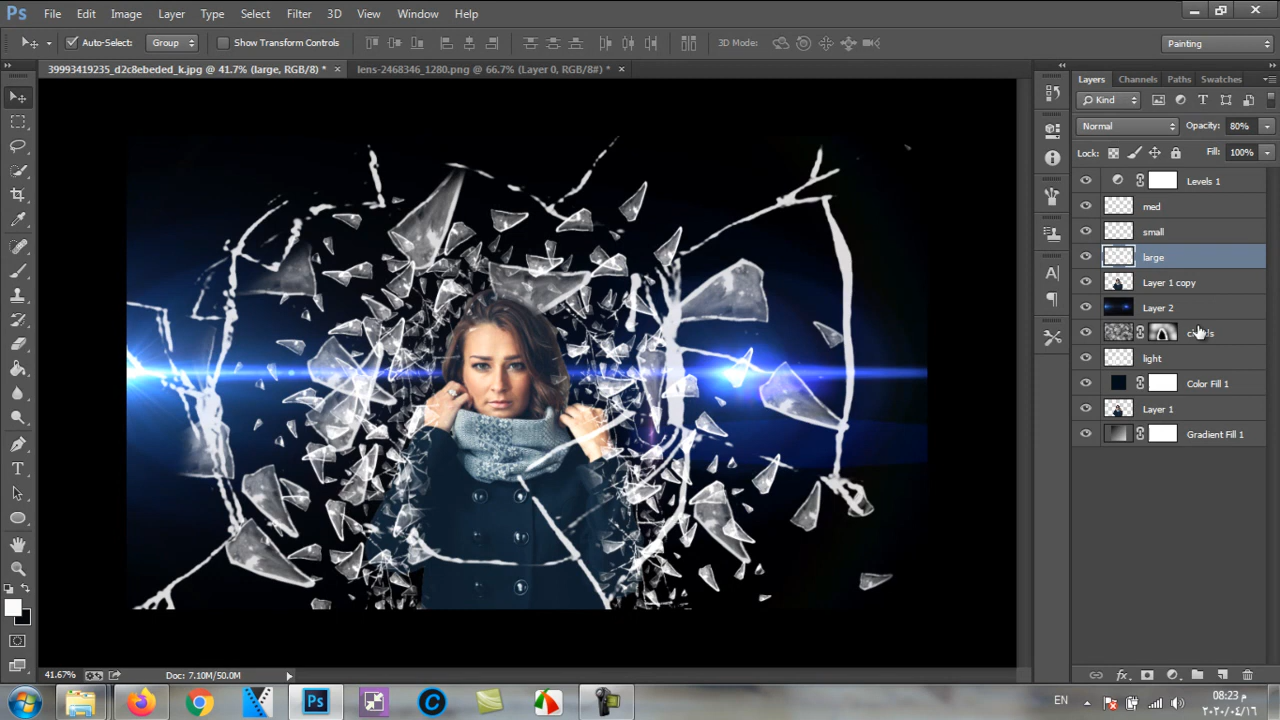 Ps File Edit Image Layer Type Select Filter 3D View Window Help
Auto-Select: Group Show Transform Controls 3D Mode: Painting
39993419235_d2c8ebeded_k.jpg @ 41.7% (large, RGB/8) * × lens-2468346_1280.png @ 66.7% (Layer 0, RGB/8#) * ×
Layers Channels Paths Swatches
Kind
Normal Opacity: 80%
Lock: Fill: 100%
Levels 1
med
small
large
Layer 1 copy
Layer 2
light
Color Fill 1
Layer 1
Gradient Fill 1
41.67% Doc: 7.10M/50.0M
Ps EN
08:23 م
٢٠٢٠/٠٤/١٦